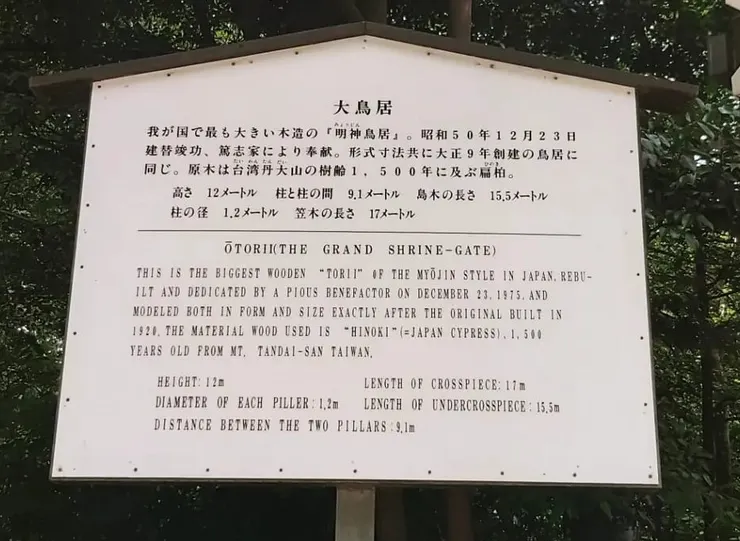 大鳥居
我が国で最も大きい木造の『明神鳥居』。昭和50年12月23日
建替竣功、篤志家により奉献。形式寸法共に大正9年創建の鳥居に
同じ。原木は台湾丹大山の樹齢1,500年に及ぶ扁柏。
高さ 12メートル 柱と柱の間 9.1メートル 島木の長さ 15.5メートル
柱の径 1.2メートル 笠木の長さ 17メートル
ŌTORII(THE GRAND SHRINE-GATE)
THIS IS THE BIGGEST WOODEN "TORII" OF THE MYŌJIN STYLE IN JAPAN. REBU-
ILT AND DEDICATED BY A PIOUS BENEFACTOR ON DECEMBER 23. 1975. AND
MODELED BOTH IN FORM AND SIZE EXACTLY AFTER THE ORIGINAL BUILT IN
1920. THE MATERIAL WOOD USED IS "HINOKI"(=JAPAN CYPRESS). 1,500
YEARS OLD FROM MT. TANDAI-SAN TAIWAN.
HEIGHT: 12m LENGTH OF CROSSPIECE: 17m
DIAMETER OF EACH PILLER: 1.2m LENGTH OF UNDERCROSSPIECE: 15.5m
DISTANCE BETWEEN THE TWO PILLARS: 9.1m